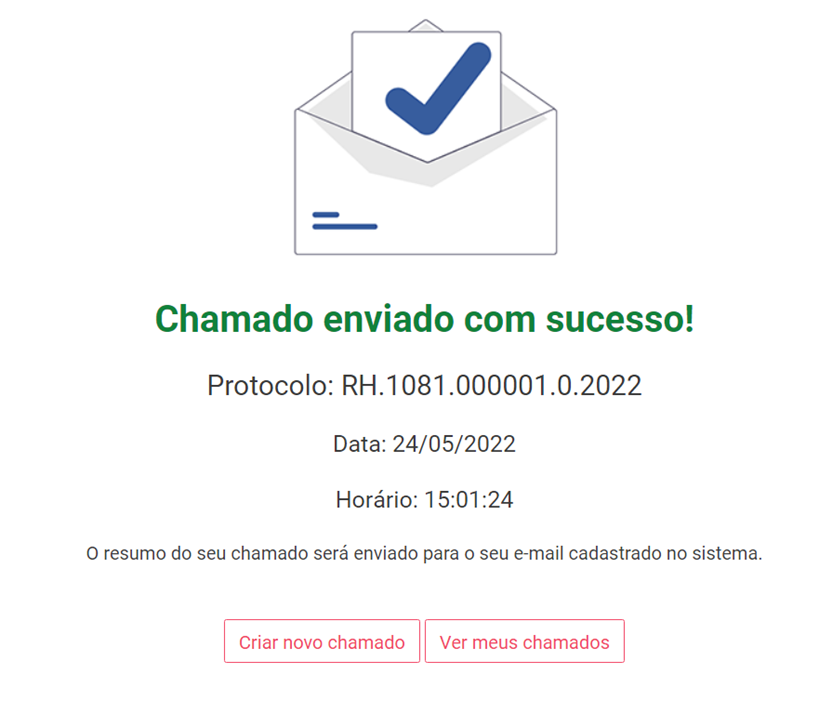 Chamado enviado com sucesso!
Protocolo: RH.1081.000001.0.2022
Data: 24/05/2022
Horário: 15:01:24
O resumo do seu chamado será enviado para o seu e-mail cadastrado no sistema.
Criar novo chamado
Ver meus chamados